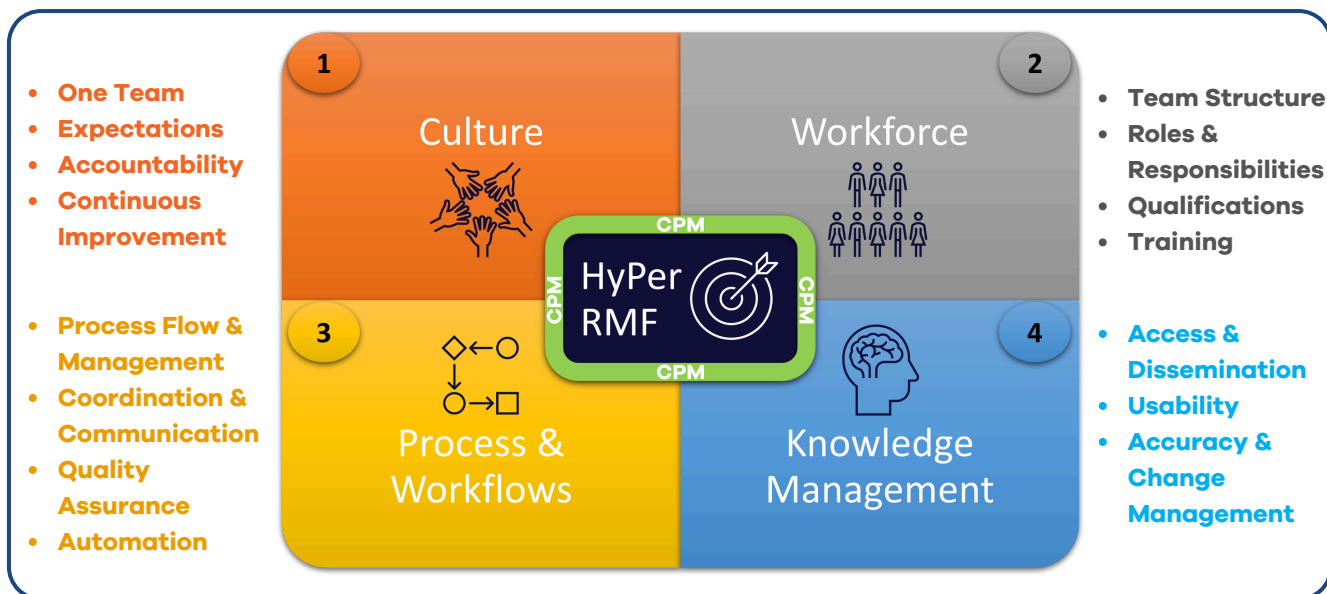 1
Culture
• One Team
• Expectations
• Accountability
• Continuous
Improvement
2
Workforce
• Team Structure
• Roles &
Responsibilities
• Qualifications
• Training
CPM
CPM
HyPer
RMF
CPM
CPM
3
Process &
Workflows
• Process Flow &
Management
• Coordination &
Communication
• Quality
Assurance
• Automation
4
Knowledge
Management
• Access &
Dissemination
• Usability
• Accuracy &
Change
Management